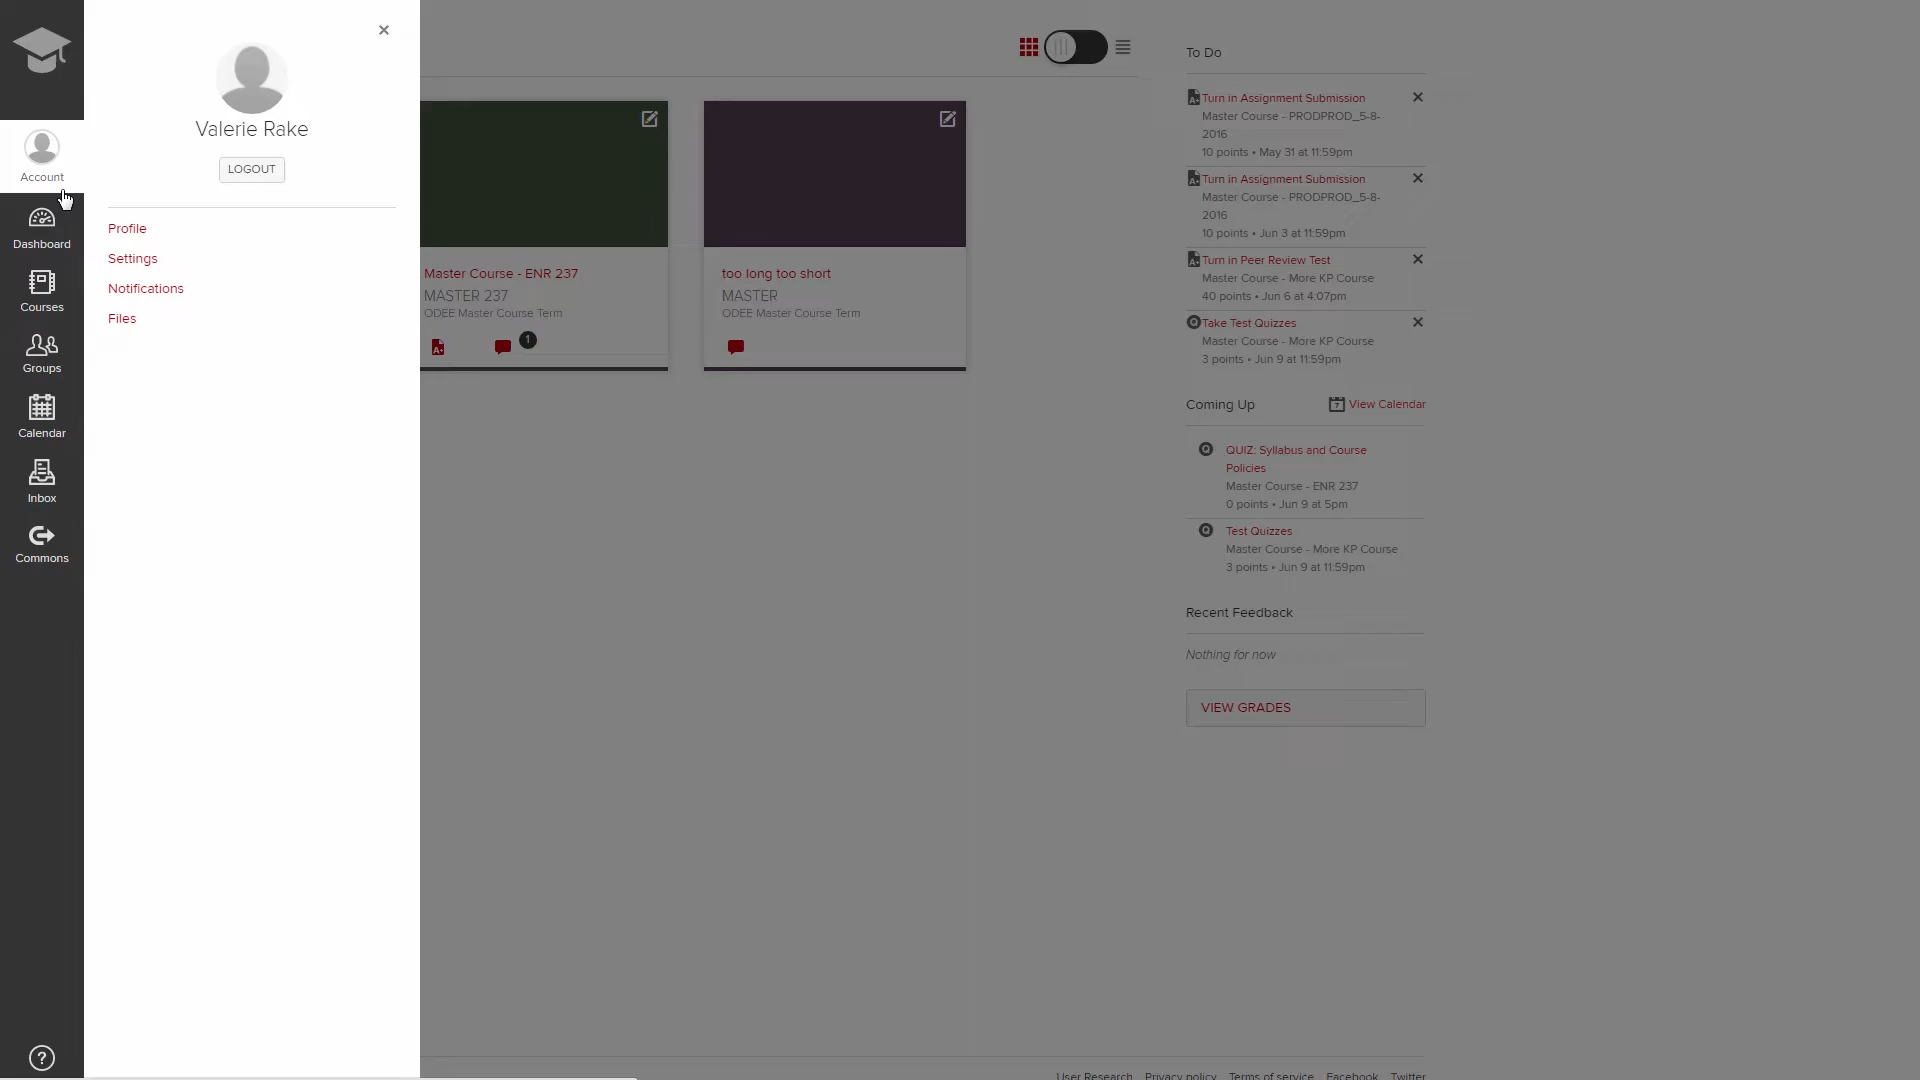 Account
Dashboard
Courses
Groups
Calendar
Inbox
Commons
?
×
Valerie Rake
LOGOUT
Profile
Settings
Notifications
Files
Master Course - ENR 237
MASTER 237
ODEE Master Course Term
1
too long too short
MASTER
ODEE Master Course Term
To Do
Turn in Assignment Submission
Master Course - PRODPROD_5-8-
2016
10 points • May 31 at 11:59pm
Turn in Assignment Submission
Master Course - PRODPROD_5-8-
2016
10 points • Jun 3 at 11:59pm
Turn in Peer Review Test
Master Course - More KP Course
40 points • Jun 6 at 4:07pm
Take Test Quizzes
Master Course - More KP Course
3 points • Jun 9 at 11:59pm
Coming Up
View Calendar
QUIZ: Syllabus and Course
Policies
Master Course - ENR 237
0 points • Jun 9 at 5pm
Test Quizzes
Master Course - More KP Course
3 points • Jun 9 at 11:59pm
Recent Feedback
Nothing for now
VIEW GRADES
User Research Privacy policy Terms of service Facebook Twitter